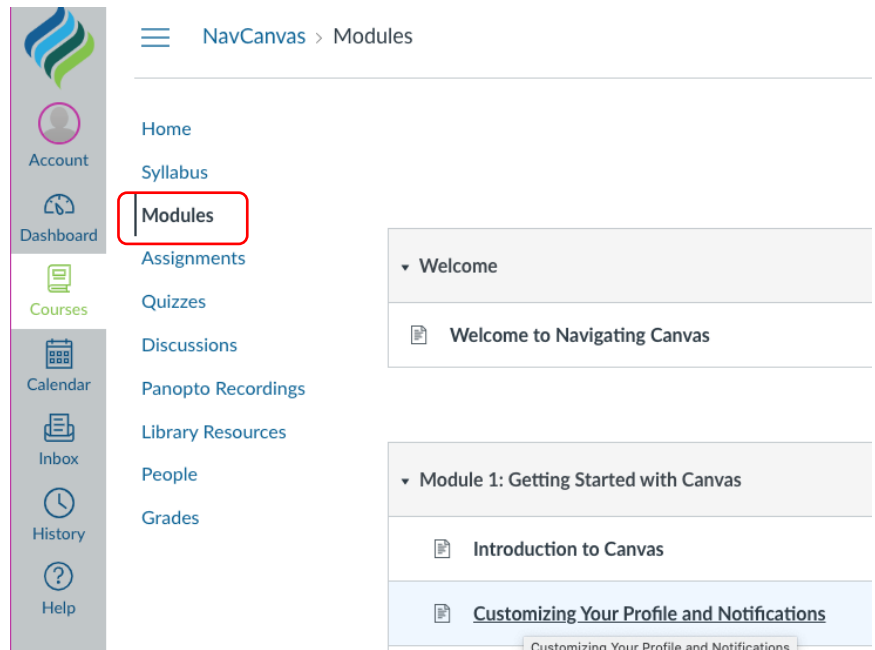 NavCanvas > Modules
Account
Dashboard
Courses
Calendar
Inbox
History
Help
Home
Syllabus
Modules
Assignments
Quizzes
Discussions
Panopto Recordings
Library Resources
People
Grades
Welcome
Welcome to Navigating Canvas
Module 1: Getting Started with Canvas
Introduction to Canvas
Customizing Your Profile and Notifications
Customizing Your Profile and Notifications